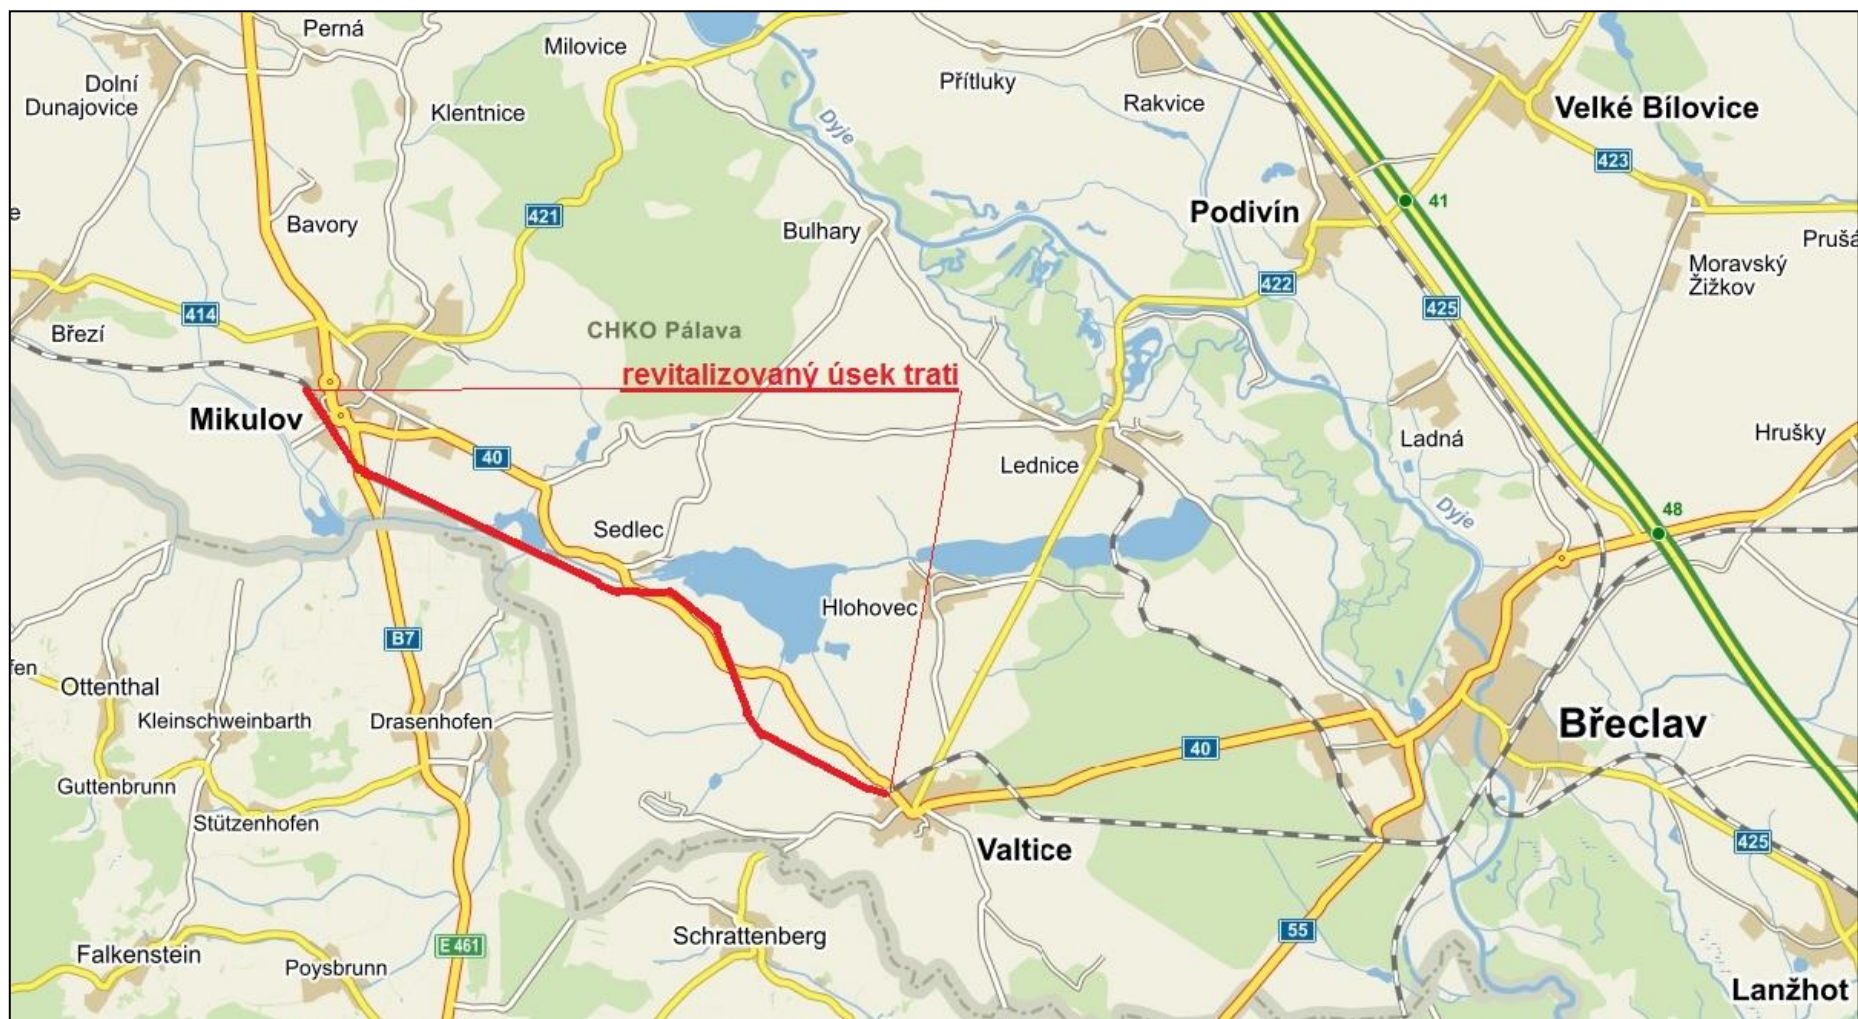 Perná
Milovice
Dolní
Dunajovice
Klentnice
Přítluky
Rakvice
Velké Bílovice
Dyje
423
421
41
Bavory
Bulhary
Podivín
Prušá
Moravský
Žižkov
422
425
414
CHKO Pálava
Březí
revitalizovaný úsek trati
Mikulov
Ladná
Hrušky
40
Lednice
Dyje
48
Sedlec
Hlohovec
B7
fen
Ottenthal
Kleinschweinbarth
Drasenhofen
Břeclav
40
Guttenbrunn
Stützenhofen
Valtice
425
55
Schrattenberg
E 461
Falkenstein
Poysbrunn
Lanžhot